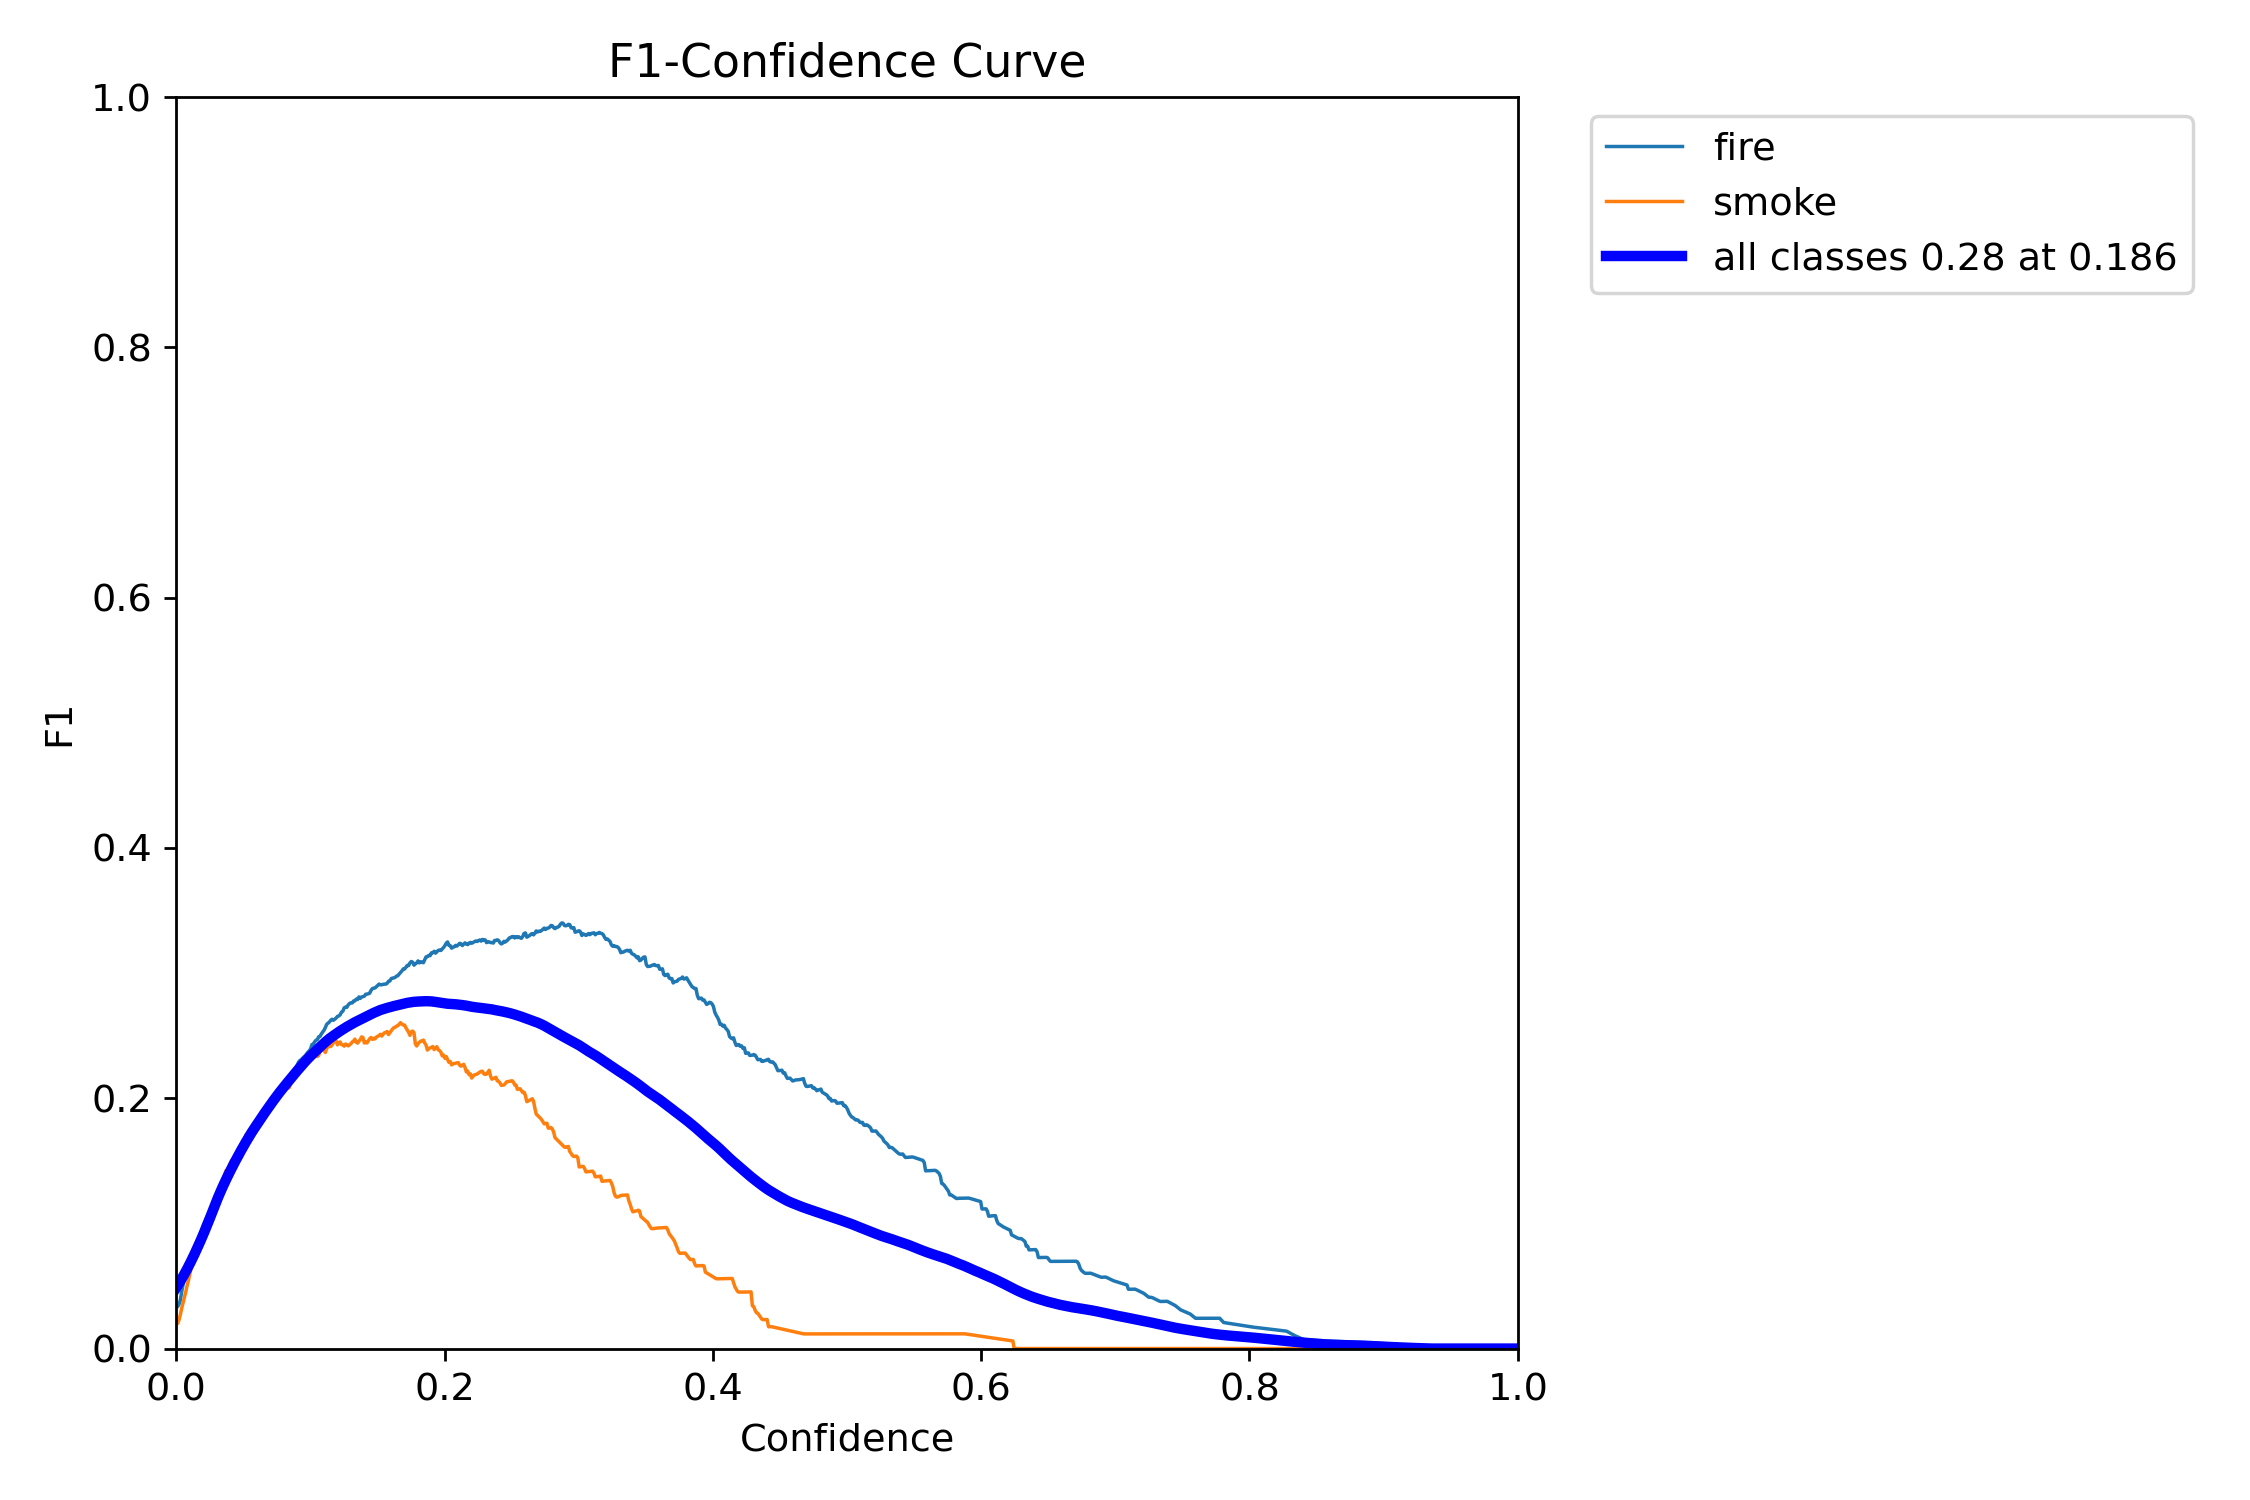 F1-Confidence Curve
1.0
0.8
0.6
0.4
0.2
0.0
F1
0.0 0.2 0.4 0.6 0.8 1.0
Confidence
fire
smoke
all classes 0.28 at 0.186